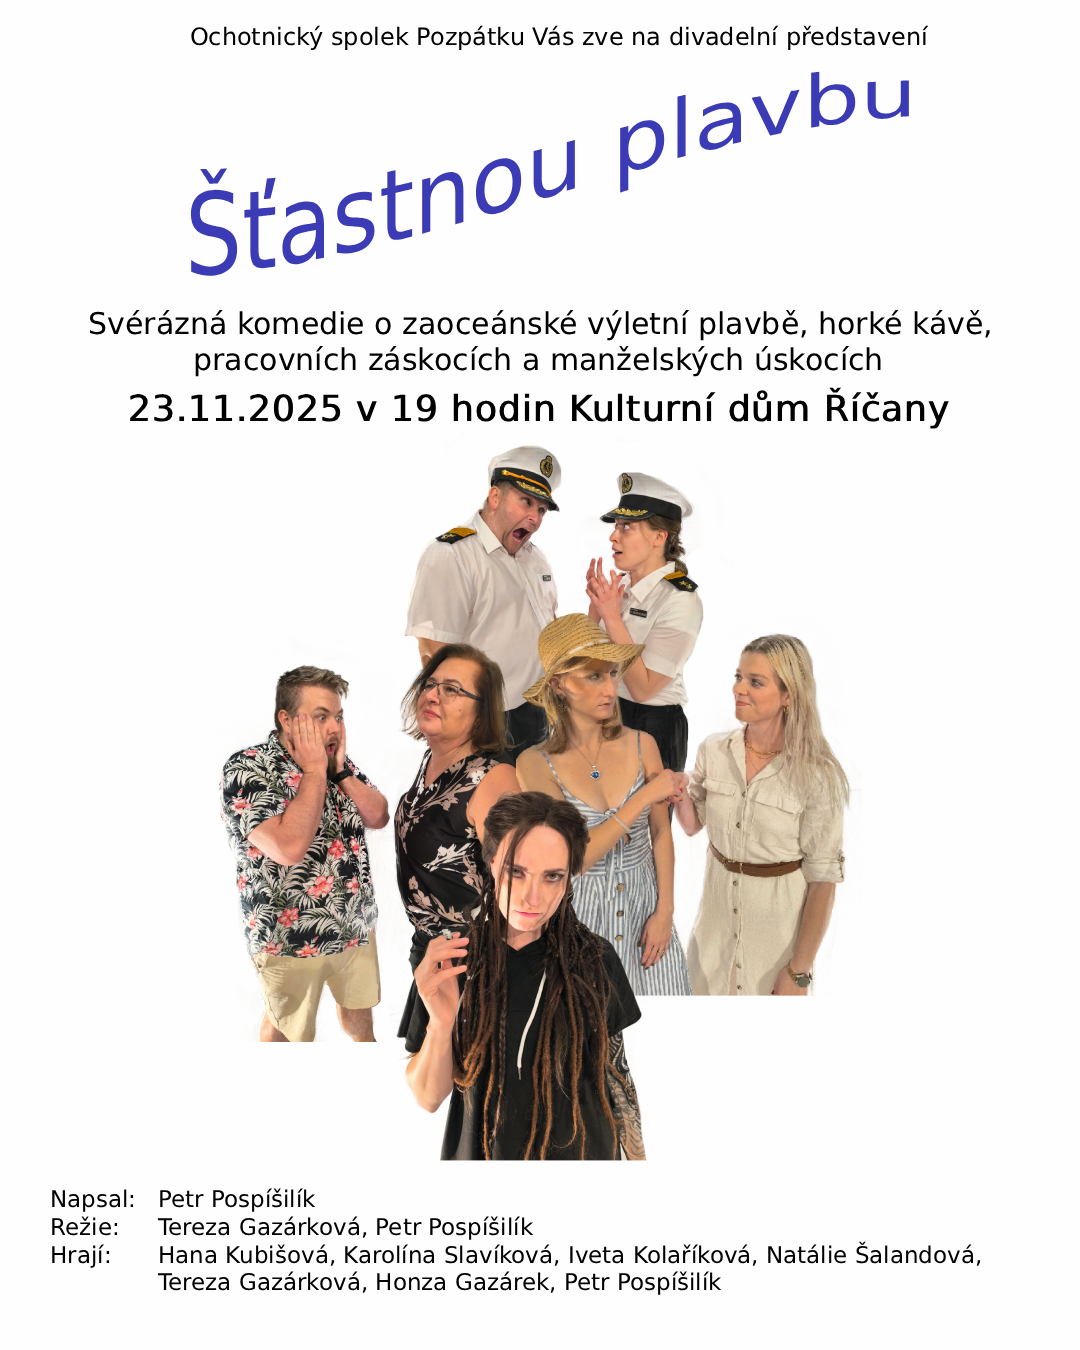 Ochotnický spolek Pozpátku Vás zve na divadelní představení
Šťastnou plavbu
Svérázná komedie o zaoceánské výletní plavbě, horké kávě,
pracovních záskocích a manželských úskocích
23.11.2025 v 19 hodin Kulturní dům Říčany
Napsal: Petr Pospíšilík
Režie: Tereza Gazárková, Petr Pospíšilík
Hrají: Hana Kubišová, Karolína Slavíková, Iveta Kolaříková, Natálie Šalandová,
Tereza Gazárková, Honza Gazárek, Petr Pospíšilík